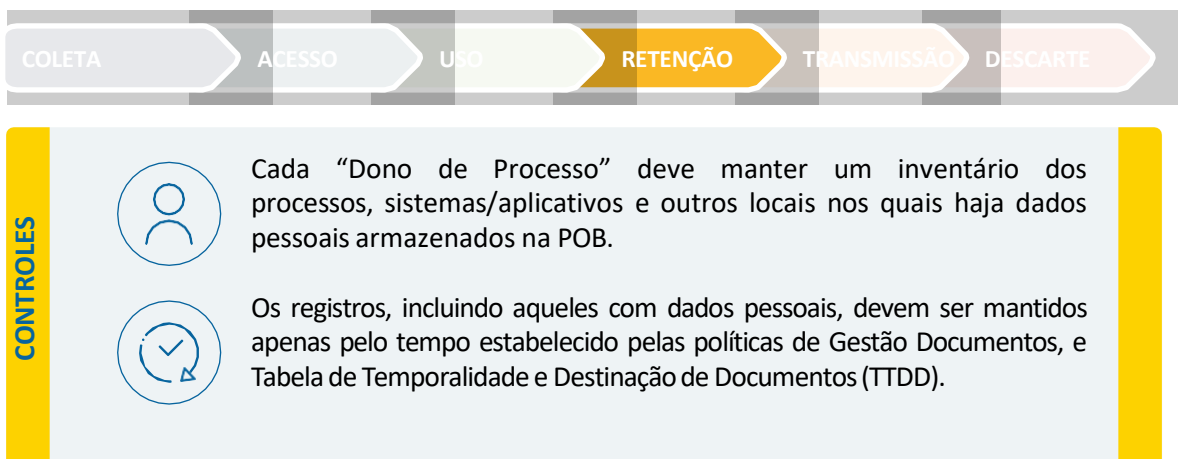 COLETA ACESSO USO RETENÇÃO TRANSMISSÃO DESCARTE
CONTROLES
Cada “Dono de Processo” deve manter um inventário dos
processos, sistemas/aplicativos e outros locais nos quais haja dados
pessoais armazenados na POB.
Os registros, incluindo aqueles com dados pessoais, devem ser mantidos
apenas pelo tempo estabelecido pelas políticas de Gestão Documentos, e
Tabela de Temporalidade e Destinação de Documentos (TTDD).